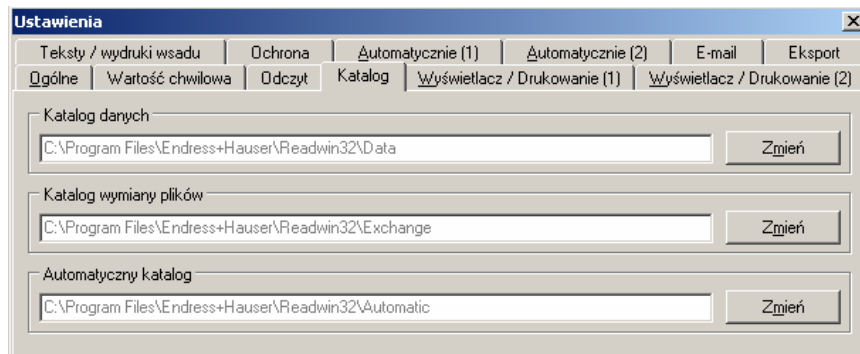 Ustawienia
Teksty / wydruki wsadu Ochrona Automatycznie (1) Automatycznie (2) E-mail Eksport
Ogólne Wartość chwilowa Odczyt Katalog Wyświetlacz / Drukowanie (1) Wyświetlacz / Drukowanie (2)
Katalog danych
C:\Program Files\Endress+Hauser\Readwin32\Data Zmień
Katalog wymiany plików
C:\Program Files\Endress+Hauser\Readwin32\Exchange Zmień
Automatyczny katalog
C:\Program Files\Endress+Hauser\Readwin32\Automatic Zmień